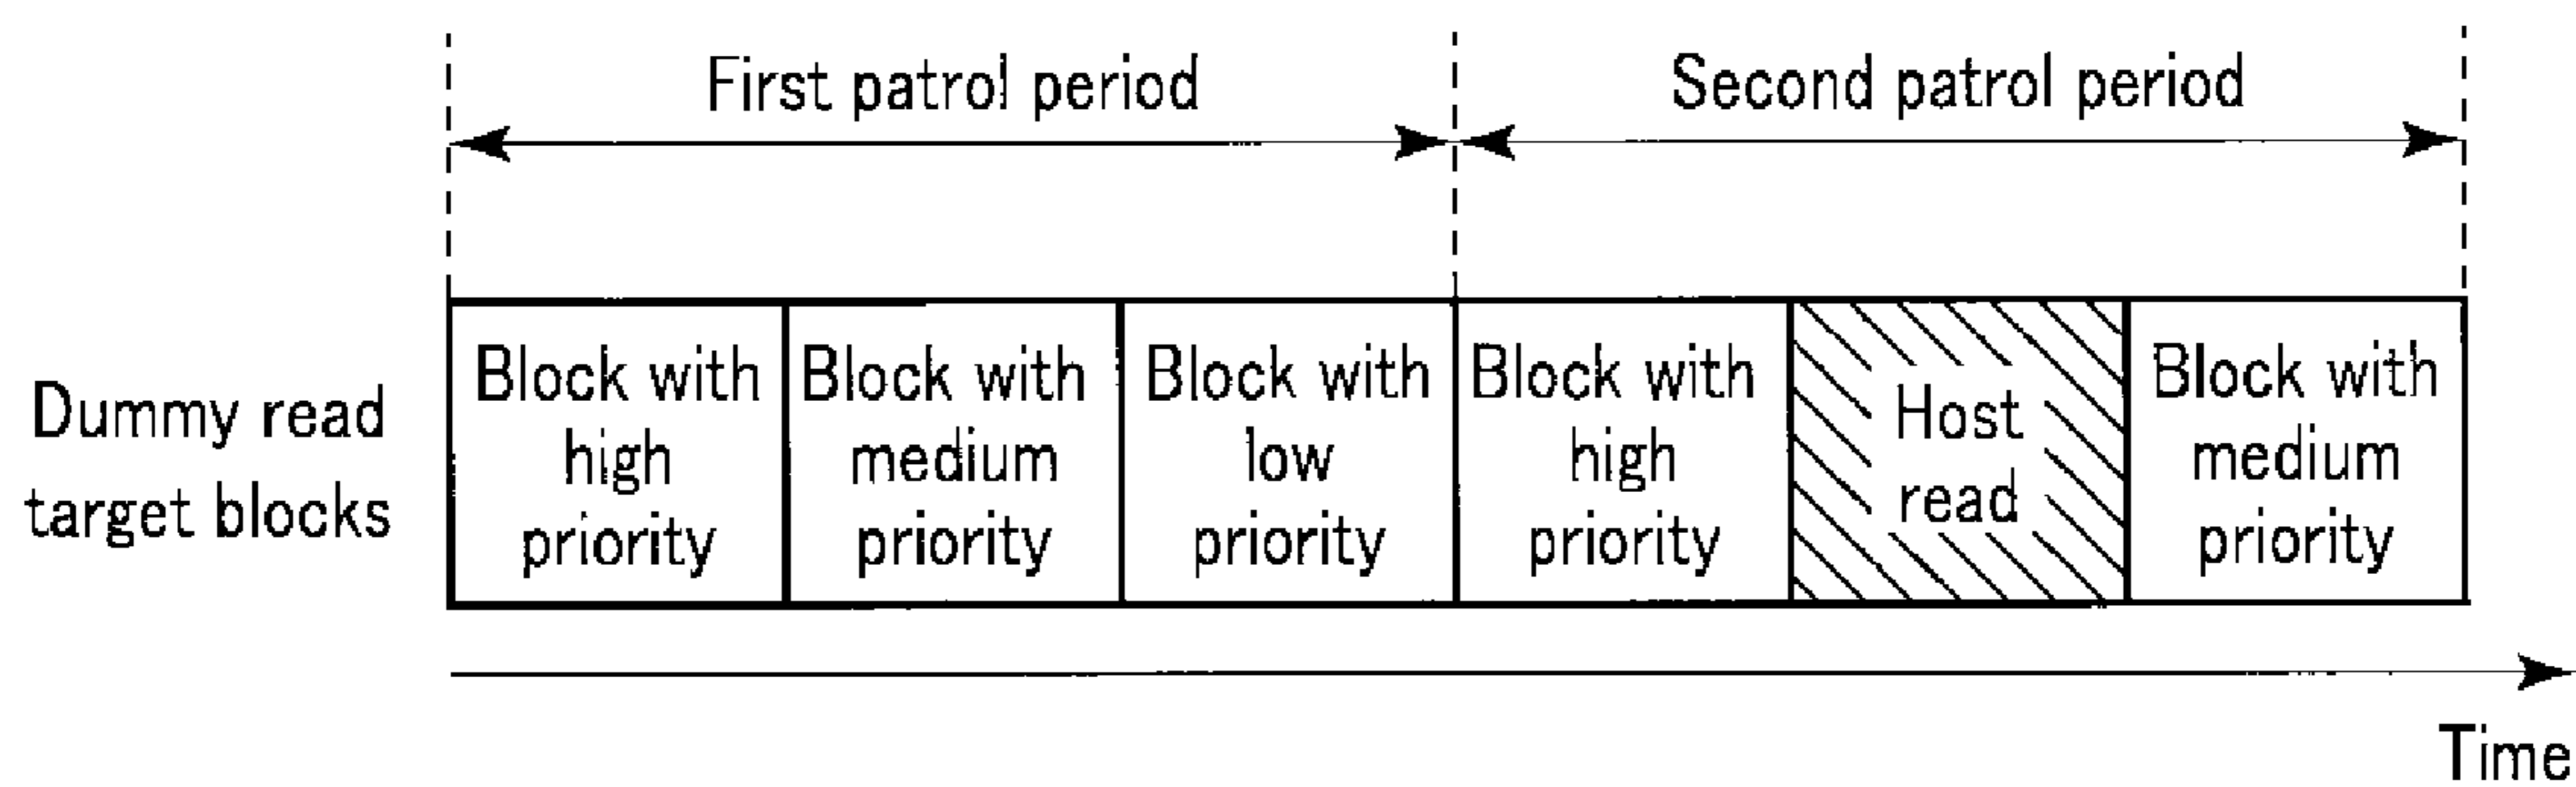 First patrol period
Second patrol period
Dummy read
target blocks
Block with
high
priority
Block with
medium
priority
Block with
low
priority
Block with
high
priority
Host
read
Block with
medium
priority
Time